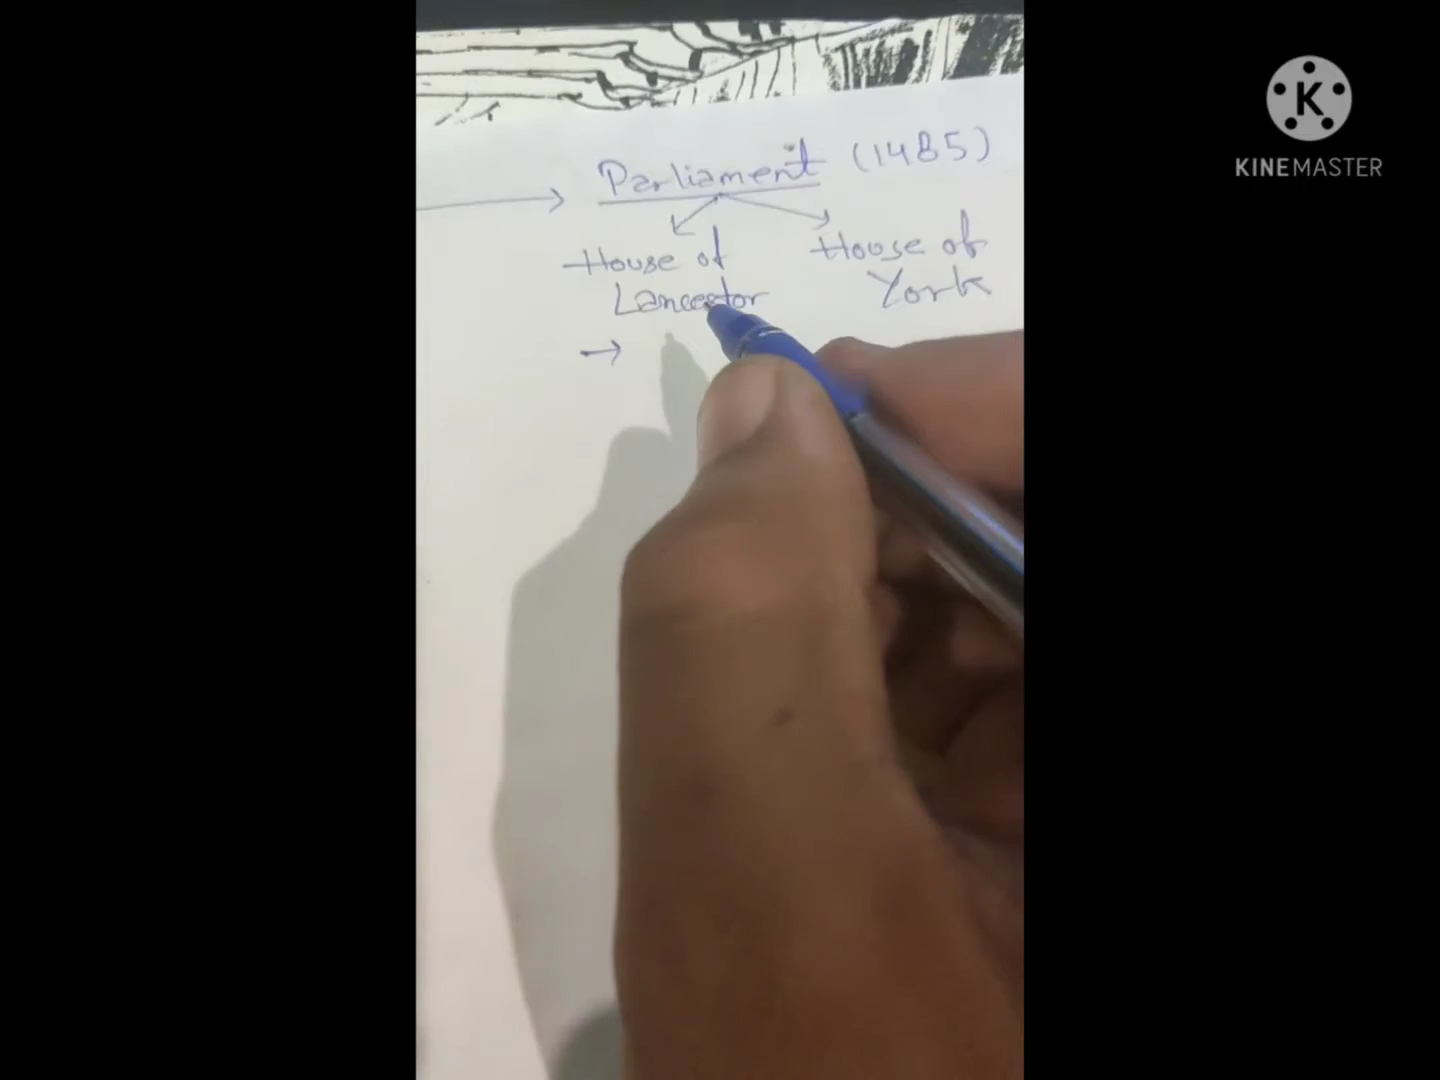 Parliament (1485)
House of
Lancestor
House of
York
K
KINEMASTER